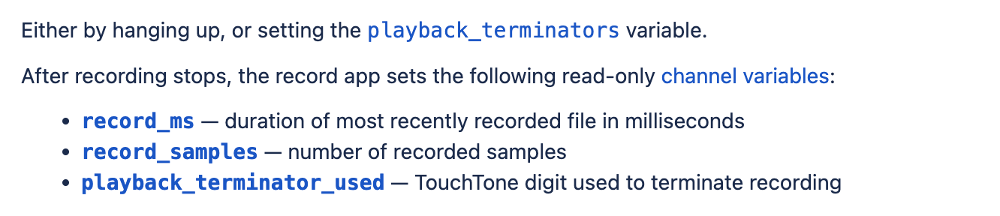 Either by hanging up, or setting the playback_terminators variable.
After recording stops, the record app sets the following read-only channel variables:
• record_ms — duration of most recently recorded file in milliseconds
• record_samples — number of recorded samples
• playback_terminator_used — TouchTone digit used to terminate recording